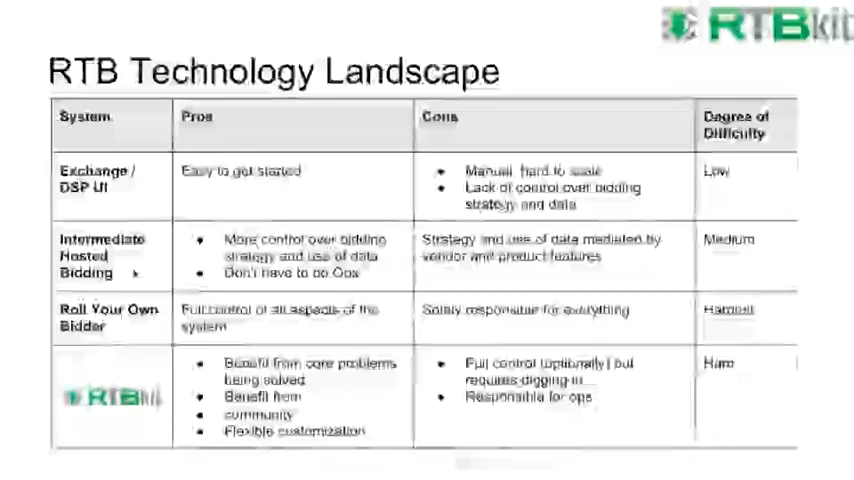 RTBkit
RTB Technology Landscape
System
Pros
Cons
Degree of
Difficulty
Exchange /
DSP UI
Easy to get started
Manual, hard to scale
Lack of control over bidding
strategy and data
Low
Intermediate
Hosted
Bidding
More control over bidding
strategy and use of data
Don't have to do Ops
Strategy and use of data mediated by
vendor and product features
Medium
Roll Your Own
Bidder
Full control of all aspects of the
system
Solely responsible for everything
Hardest
RTBkit
Benefit from core problems
being solved
Benefit from
community
Flexible customization
Full control (optionally) but
requires digging in...
Responsible for ops
Hard